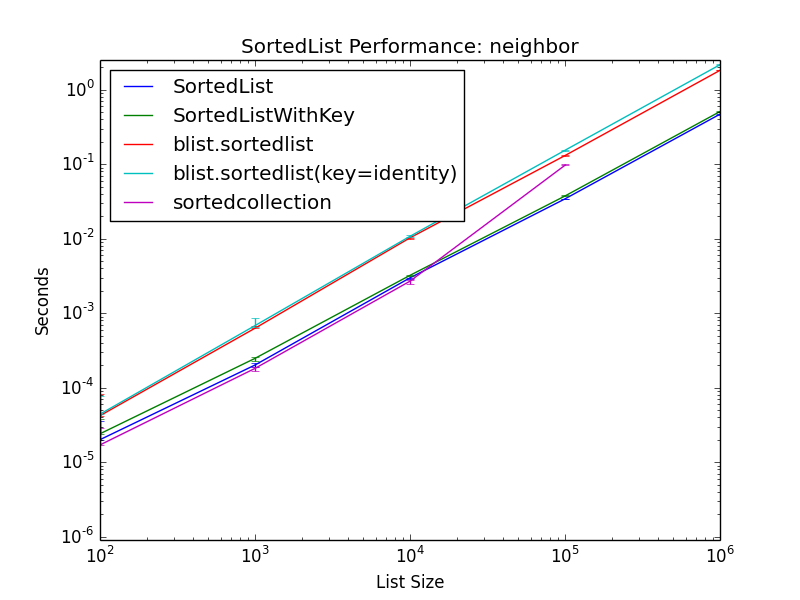 SortedList Performance: neighbor
SortedList
SortedListWithKey
blist.sortedlist
blist.sortedlist(key=identity)
sortedcollection
Seconds
10^0
10^-1
10^-2
10^-3
10^-4
10^-5
10^-6
10^2 10^3 10^4 10^5 10^6
List Size